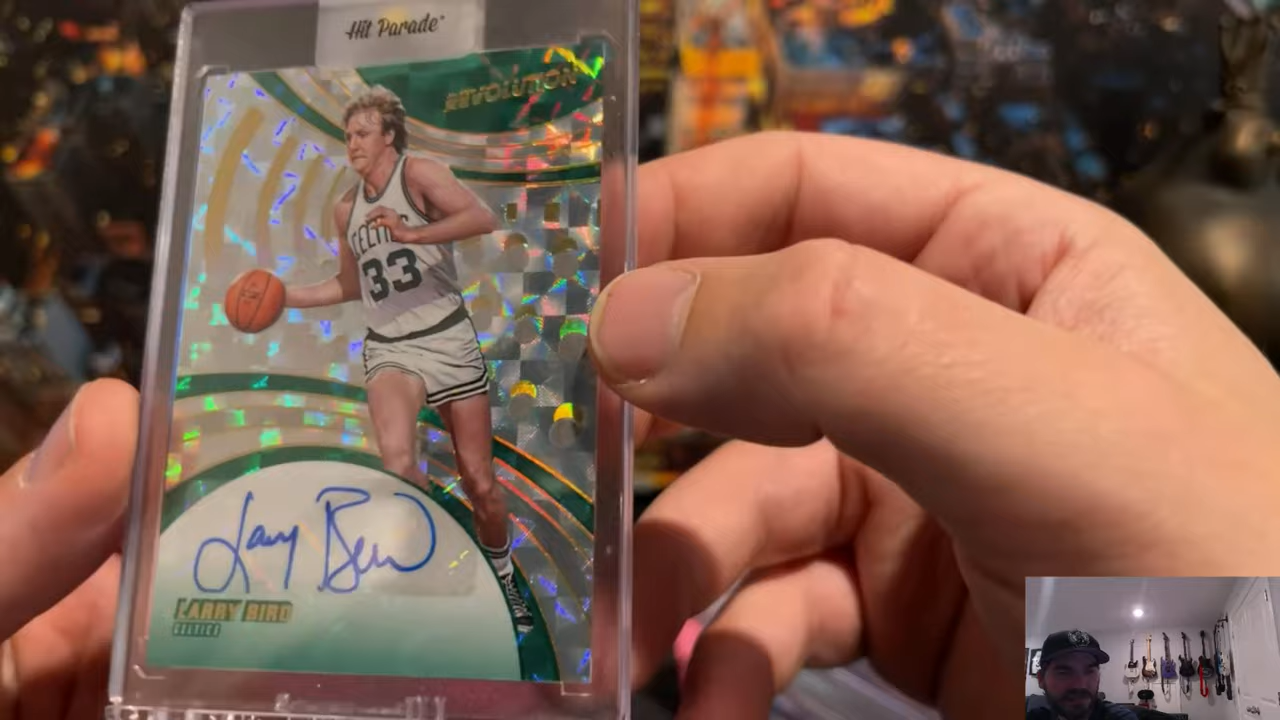 Hit Parade
REVOLUTION
CELTICS
33
Larry Bird
LARRY BIRD
CELTICS